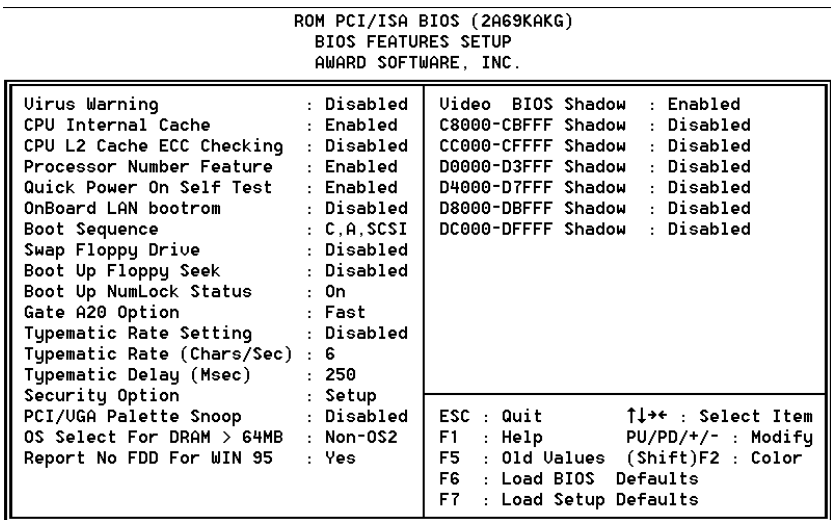 ROM PCI/ISA BIOS (2A69KAKG)
BIOS FEATURES SETUP
AWARD SOFTWARE, INC.
Virus Warning : Disabled
CPU Internal Cache : Enabled
CPU L2 Cache ECC Checking : Disabled
Processor Number Feature : Enabled
Quick Power On Self Test : Enabled
OnBoard LAN bootrom : Disabled
Boot Sequence : C,A,SCSI
Swap Floppy Drive : Disabled
Boot Up Floppy Seek : Disabled
Boot Up NumLock Status : On
Gate A20 Option : Fast
Typematic Rate Setting : Disabled
Typematic Rate (Chars/Sec) : 6
Typematic Delay (Msec) : 250
Security Option : Setup
PCI/VGA Palette Snoop : Disabled
OS Select For DRAM > 64MB : Non-OS2
Report No FDD For WIN 95 : Yes
Video BIOS Shadow : Enabled
C8000-CBFFF Shadow : Disabled
CC000-CFFFF Shadow : Disabled
D0000-D3FFF Shadow : Disabled
D4000-D7FFF Shadow : Disabled
D8000-DBFFF Shadow : Disabled
DC000-DFFFF Shadow : Disabled
ESC : Quit ↑↓→← : Select Item
F1 : Help PU/PD/+/- : Modify
F5 : Old Values (Shift)F2 : Color
F6 : Load BIOS Defaults
F7 : Load Setup Defaults